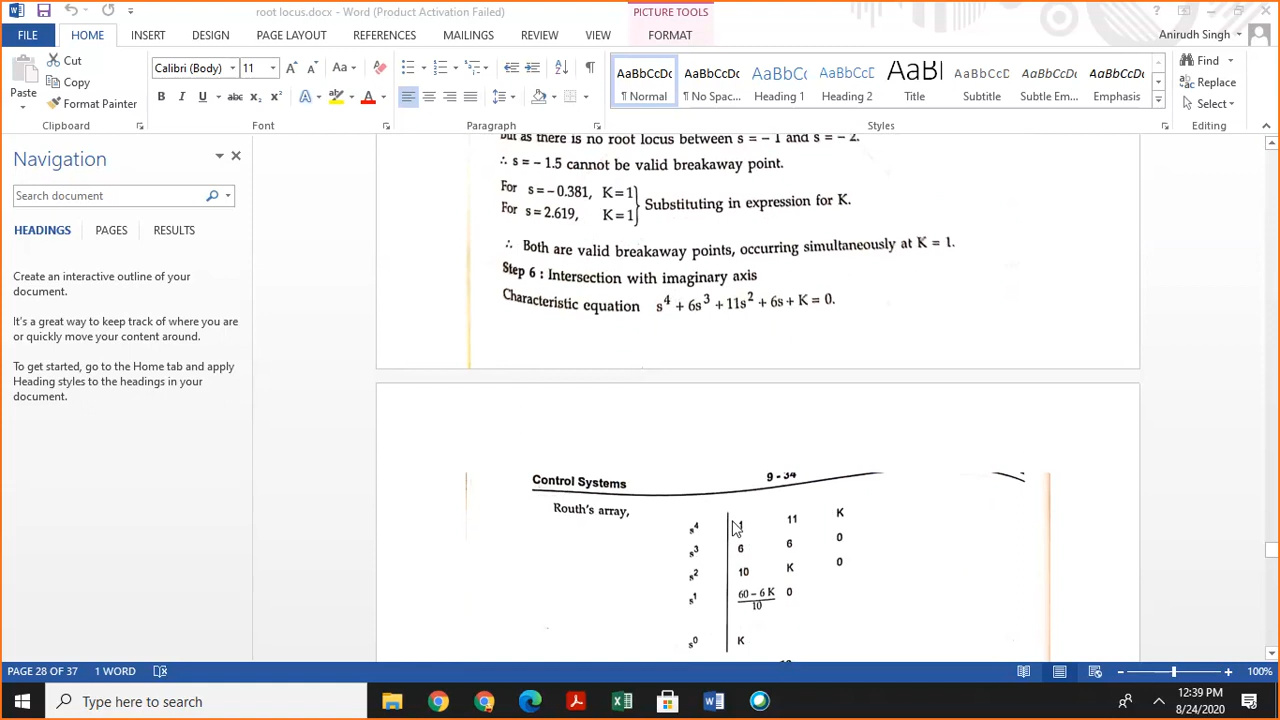 root locus.docx - Word (Product Activation Failed)
PICTURE TOOLS
FILE HOME INSERT DESIGN PAGE LAYOUT REFERENCES MAILINGS REVIEW VIEW FORMAT
Anirudh Singh
Paste
Cut
Copy
Format Painter
Calibri (Body) 11
AaBbCcDc AaBbCcDc AaBbCc AaBbCcD AaBl AaBbCcD AaBbCcDc AaBbCcDc
¶ Normal ¶ No Spac... Heading 1 Heading 2 Title Subtitle Subtle Em... Emphasis
Find
Replace
Select
Clipboard Font Paragraph Styles Editing
Navigation
Search document
HEADINGS PAGES RESULTS
Create an interactive outline of your
document.
It's a great way to keep track of where you are
or quickly move your content around.
To get started, go to the Home tab and apply
Heading styles to the headings in your
document.
but as there is no root locus between s = − 1 and s = − 2.
∴ s = − 1.5 cannot be valid breakaway point.
For s = −0.381, K = 1
For s = 2.619, K = 1 } Substituting in expression for K.
∴ Both are valid breakaway points, occurring simultaneously at K = 1.
Step 6 : Intersection with imaginary axis
Characteristic equation s⁴ + 6s³ + 11s² + 6s + K = 0.
Control Systems 9 - 34
Routh's array,
s⁴ 1 11 K
s³ 6 6 0
s² 10 K 0
s¹ 60 − 6 K / 10 0
s⁰ K
PAGE 28 OF 37 1 WORD 100%
Type here to search
12:39 PM
8/24/2020